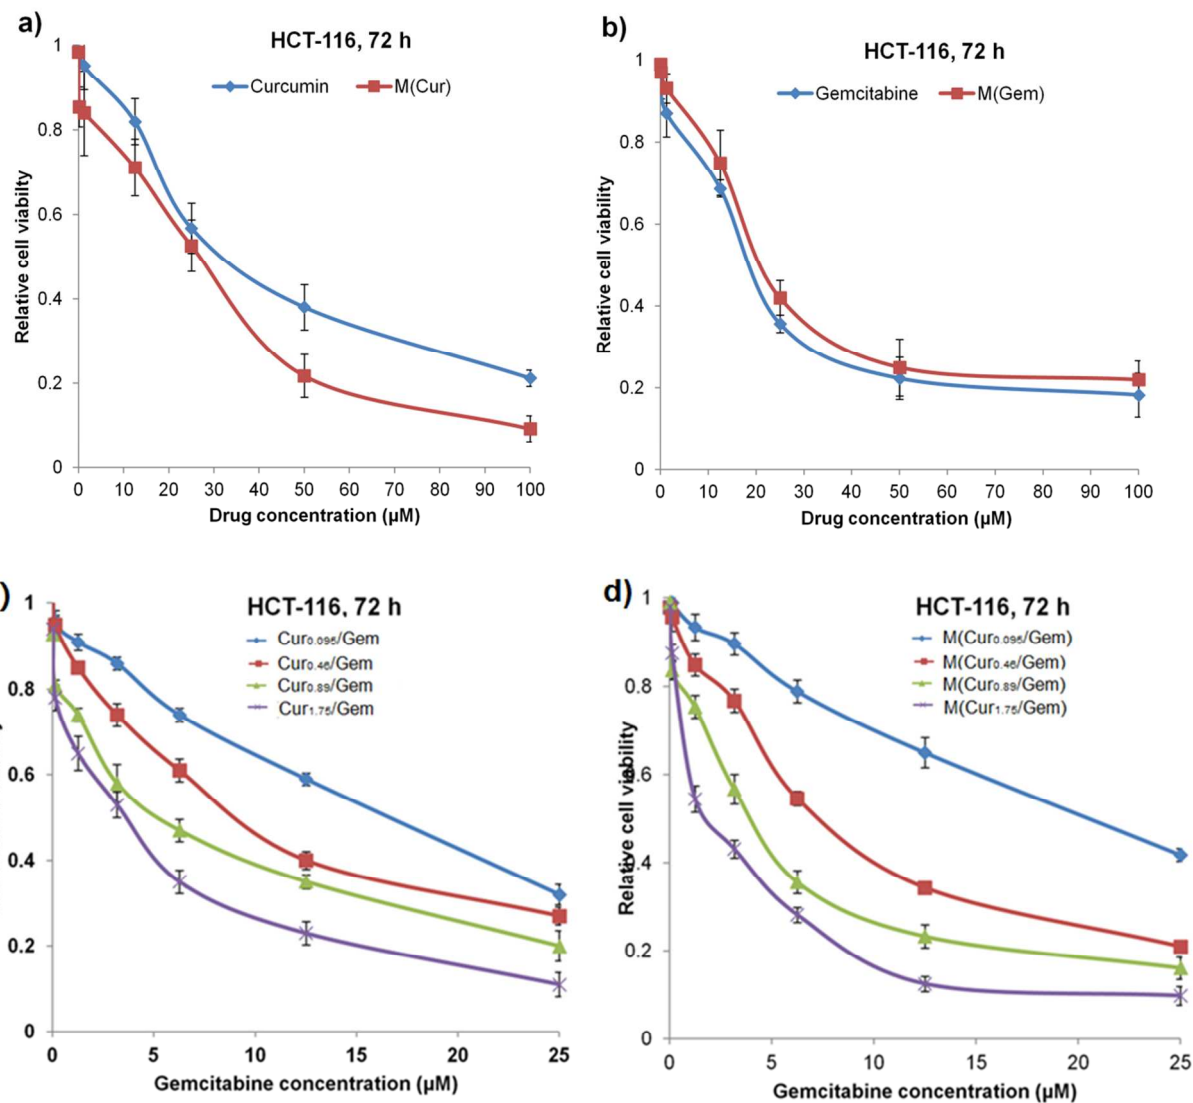 a)
HCT-116, 72 h
Curcumin M(Cur)
Relative cell viabilty
1
0.8
0.6
0.4
0.2
0
0 10 20 30 40 50 60 70 80 90 100
Drug concentration (µM)
b)
HCT-116, 72 h
Gemcitabine M(Gem)
Relative cell viability
1
0.8
0.6
0.4
0.2
0
0 10 20 30 40 50 60 70 80 90 100
Drug concentration (µM)
)
HCT-116, 72 h
Cur0.095/Gem
Cur0.46/Gem
Cur0.89/Gem
Cur1.75/Gem
1
0.8
0.6
0.4
0.2
0
0 5 10 15 20 25
Gemcitabine concentration (µM)
d)
HCT-116, 72 h
M(Cur0.095/Gem)
M(Cur0.46/Gem)
M(Cur0.89/Gem)
M(Cur1.75/Gem)
Relative cell viability
1
0.8
0.6
0.4
0.2
0
0 5 10 15 20 25
Gemcitabine concentration (µM)